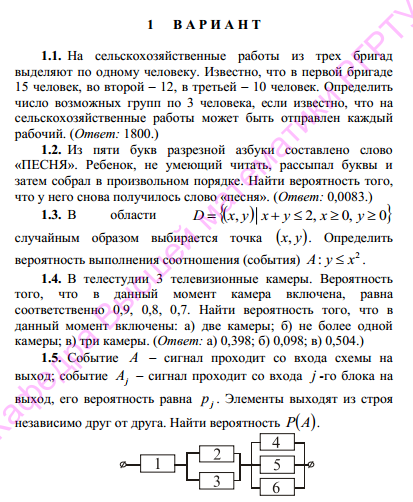 1 ВАРИАНТ
1.1. На сельскохозяйственные работы из трех бригад
выделяют по одному человеку. Известно, что в первой бригаде
15 человек, во второй – 12, в третьей – 10 человек. Определить
число возможных групп по 3 человека, если известно, что на
сельскохозяйственные работы может быть отправлен каждый
рабочий. (Ответ: 1800.)
1.2. Из пяти букв разрезной азбуки составлено слово
«ПЕСНЯ». Ребенок, не умеющий читать, рассыпал буквы и
затем собрал в произвольном порядке. Найти вероятность того,
что у него снова получилось слово «песня». (Ответ: 0,0083.)
1.3. В области D = {(x, y)| x + y ≤ 2, x ≥ 0, y ≥ 0}
случайным образом выбирается точка (x, y). Определить
вероятность выполнения соотношения (события) A: y ≤ x².
1.4. В телестудии 3 телевизионные камеры. Вероятность
того, что в данный момент камера включена, равна
соответственно 0,9, 0,8, 0,7. Найти вероятность того, что в
данный момент включены: а) две камеры; б) не более одной
камеры; в) три камеры. (Ответ: а) 0,398; б) 0,098; в) 0,504.)
1.5. Событие A – сигнал проходит со входа схемы на
выход; событие Aj – сигнал проходит со входа j-го блока на
выход, его вероятность равна pj. Элементы выходят из строя
независимо друг от друга. Найти вероятность P(A).
1
2
3
4
5
6
Кафедра Высшей математики РГРТУ